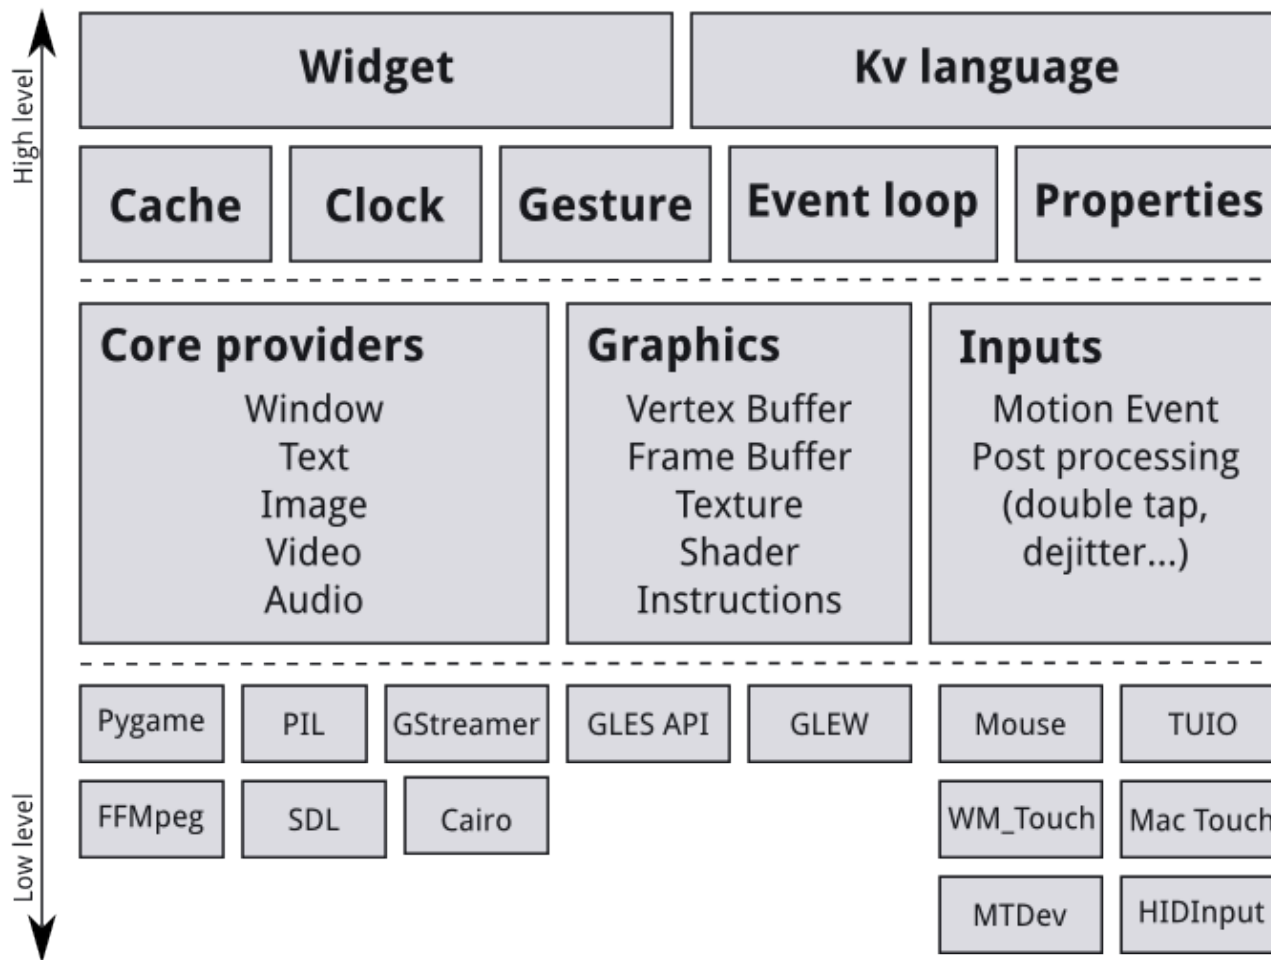 High level
Widget
Kv language
Cache
Clock
Gesture
Event loop
Properties
Core providers
Window
Text
Image
Video
Audio
Graphics
Vertex Buffer
Frame Buffer
Texture
Shader
Instructions
Inputs
Motion Event
Post processing
(double tap,
dejitter...)
Low level
Pygame
PIL
GStreamer
GLES API
GLEW
Mouse
TUIO
FFMpeg
SDL
Cairo
WM_Touch
Mac Touch
MTDev
HIDInput